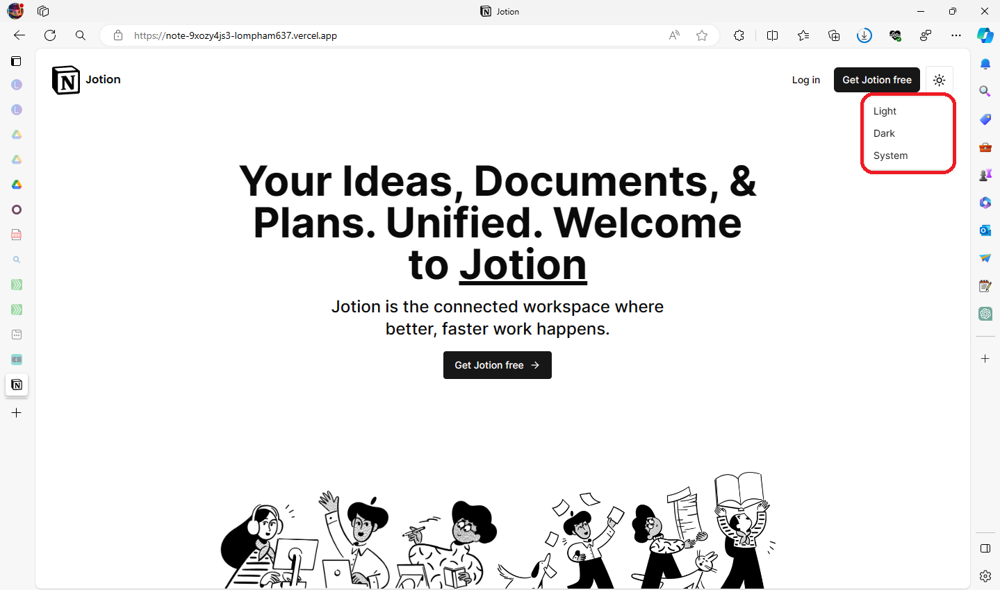 Jotion
https://note-9xozy4js3-lompham637.vercel.app
Jotion
Log in
Get Jotion free
Light
Dark
System
Your Ideas, Documents, &
Plans. Unified. Welcome
to Jotion
Jotion is the connected workspace where
better, faster work happens.
Get Jotion free →